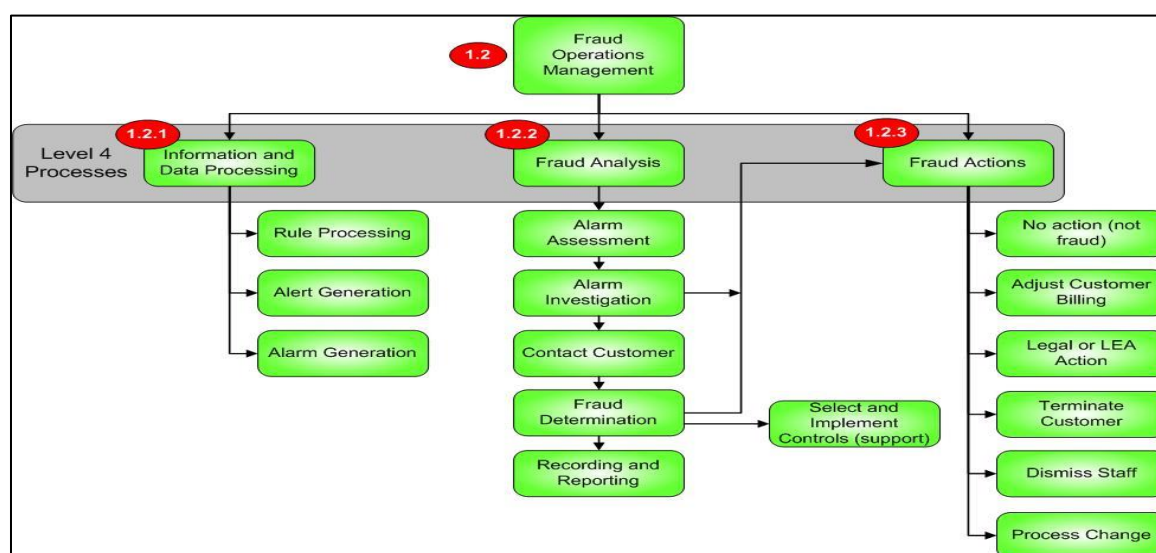 1.2
Fraud
Operations
Management
Level 4
Processes
1.2.1
Information and
Data Processing
1.2.2
Fraud Analysis
1.2.3
Fraud Actions
Rule Processing
Alert Generation
Alarm Generation
Alarm
Assessment
Alarm
Investigation
Contact Customer
Fraud
Determination
Recording and
Reporting
Select and
Implement
Controls (support)
No action (not
fraud)
Adjust Customer
Billing
Legal or LEA
Action
Terminate
Customer
Dismiss Staff
Process Change